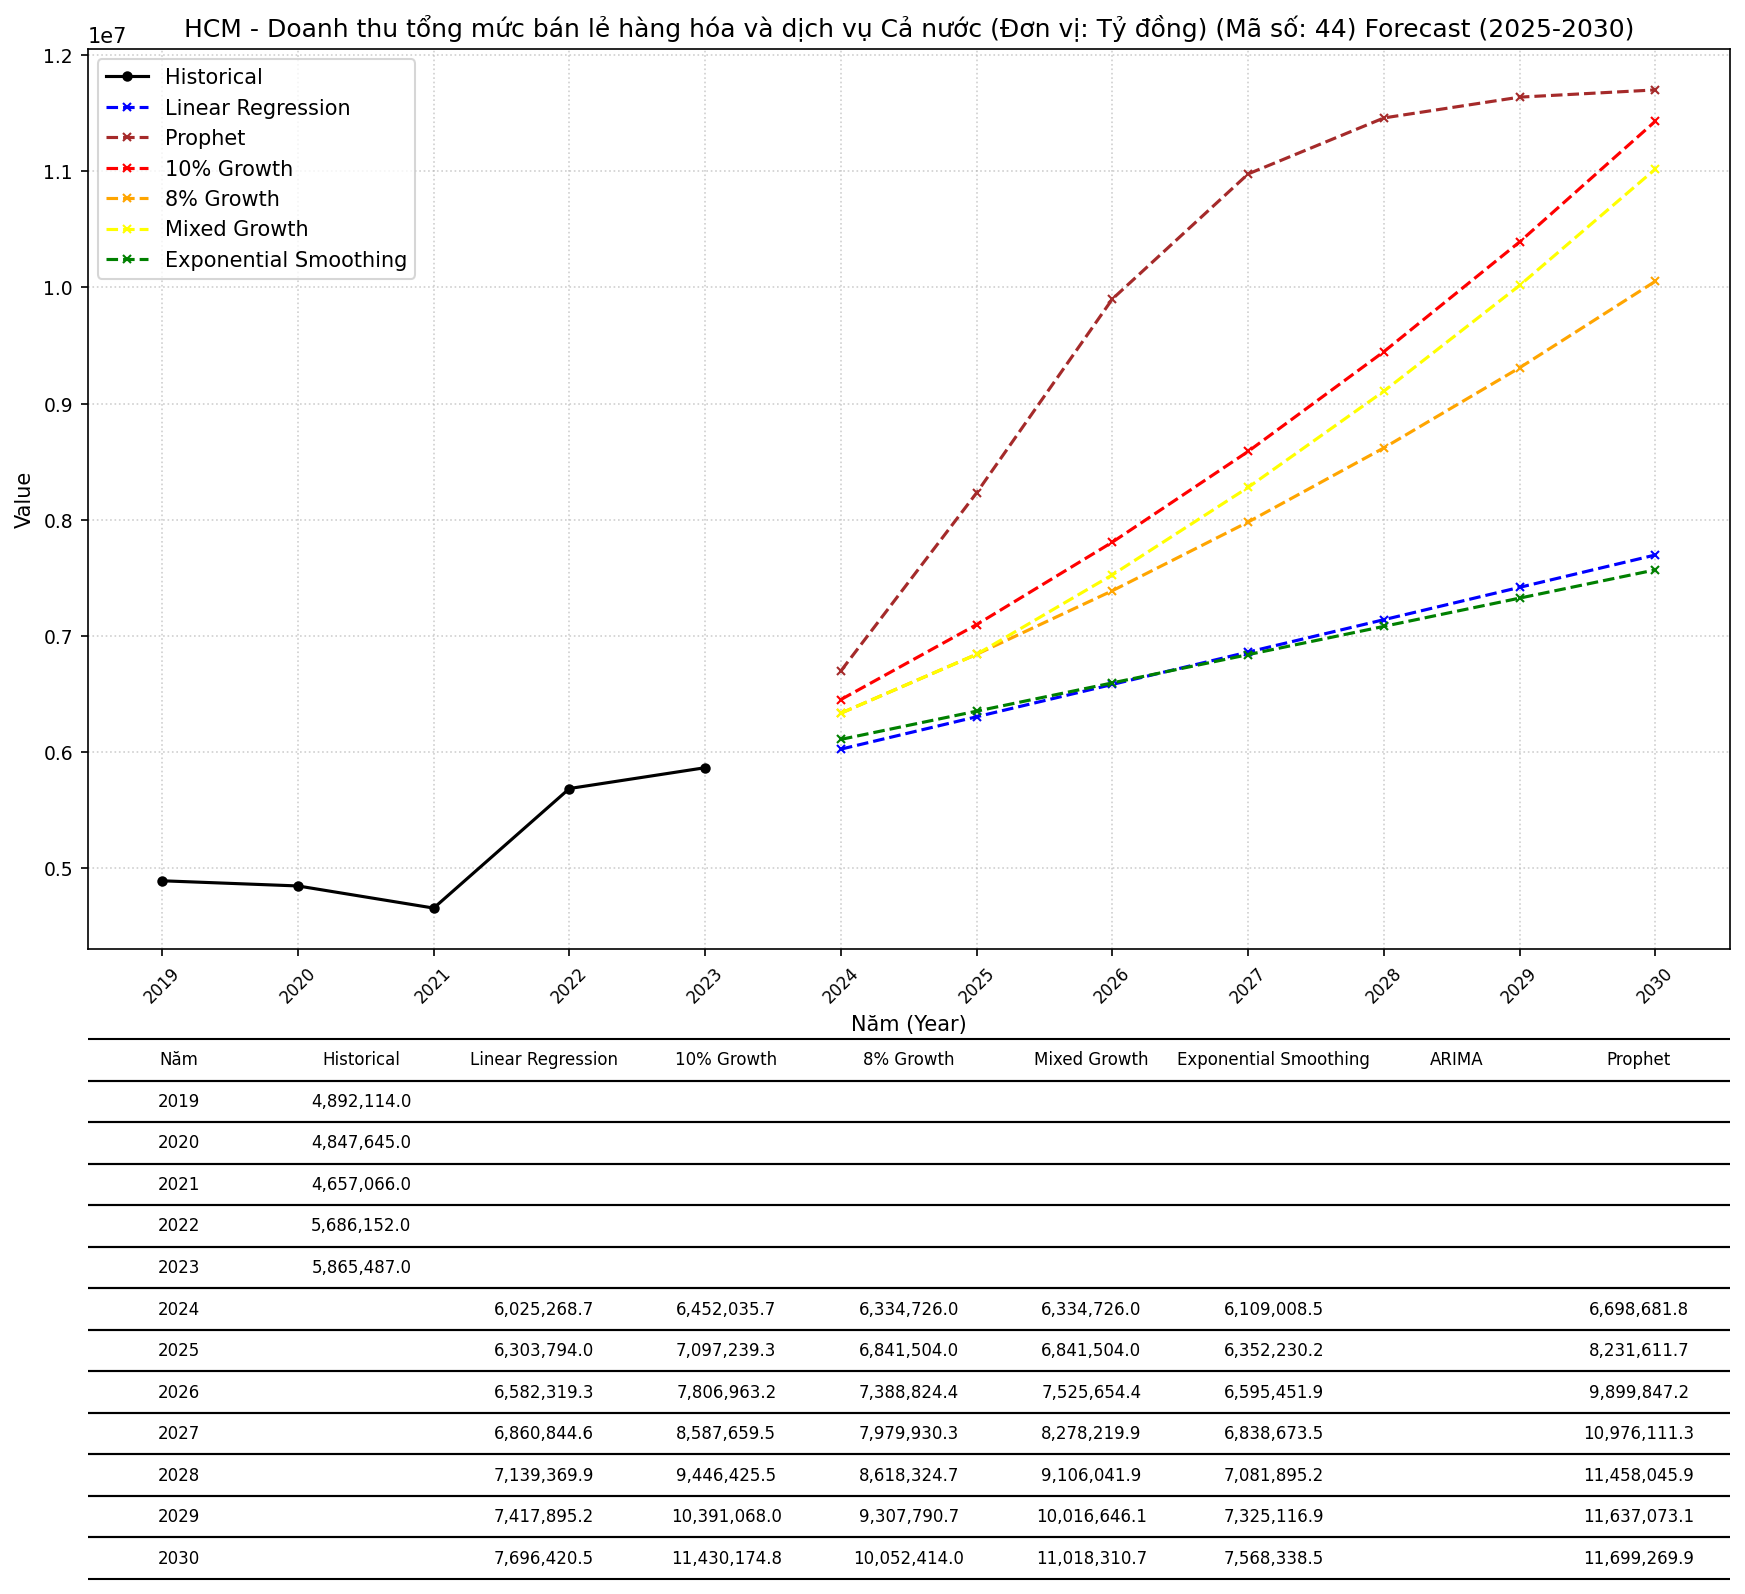 HCM - Doanh thu tổng mức bán lẻ hàng hóa và dịch vụ Cả nước (Đơn vị: Tỷ đồng) (Mã số: 44) Forecast (2025-2030)
1e7
1.2
1.1
1.0
0.9
0.8
0.7
0.6
0.5
Value
Historical
Linear Regression
Prophet
10% Growth
8% Growth
Mixed Growth
Exponential Smoothing
2019 2020 2021 2022 2023 2024 2025 2026 2027 2028 2029 2030
Năm (Year)
Năm Historical Linear Regression 10% Growth 8% Growth Mixed Growth Exponential Smoothing ARIMA Prophet
2019 4,892,114.0
2020 4,847,645.0
2021 4,657,066.0
2022 5,686,152.0
2023 5,865,487.0
2024 6,025,268.7 6,452,035.7 6,334,726.0 6,334,726.0 6,109,008.5 6,698,681.8
2025 6,303,794.0 7,097,239.3 6,841,504.0 6,841,504.0 6,352,230.2 8,231,611.7
2026 6,582,319.3 7,806,963.2 7,388,824.4 7,525,654.4 6,595,451.9 9,899,847.2
2027 6,860,844.6 8,587,659.5 7,979,930.3 8,278,219.9 6,838,673.5 10,976,111.3
2028 7,139,369.9 9,446,425.5 8,618,324.7 9,106,041.9 7,081,895.2 11,458,045.9
2029 7,417,895.2 10,391,068.0 9,307,790.7 10,016,646.1 7,325,116.9 11,637,073.1
2030 7,696,420.5 11,430,174.8 10,052,414.0 11,018,310.7 7,568,338.5 11,699,269.9